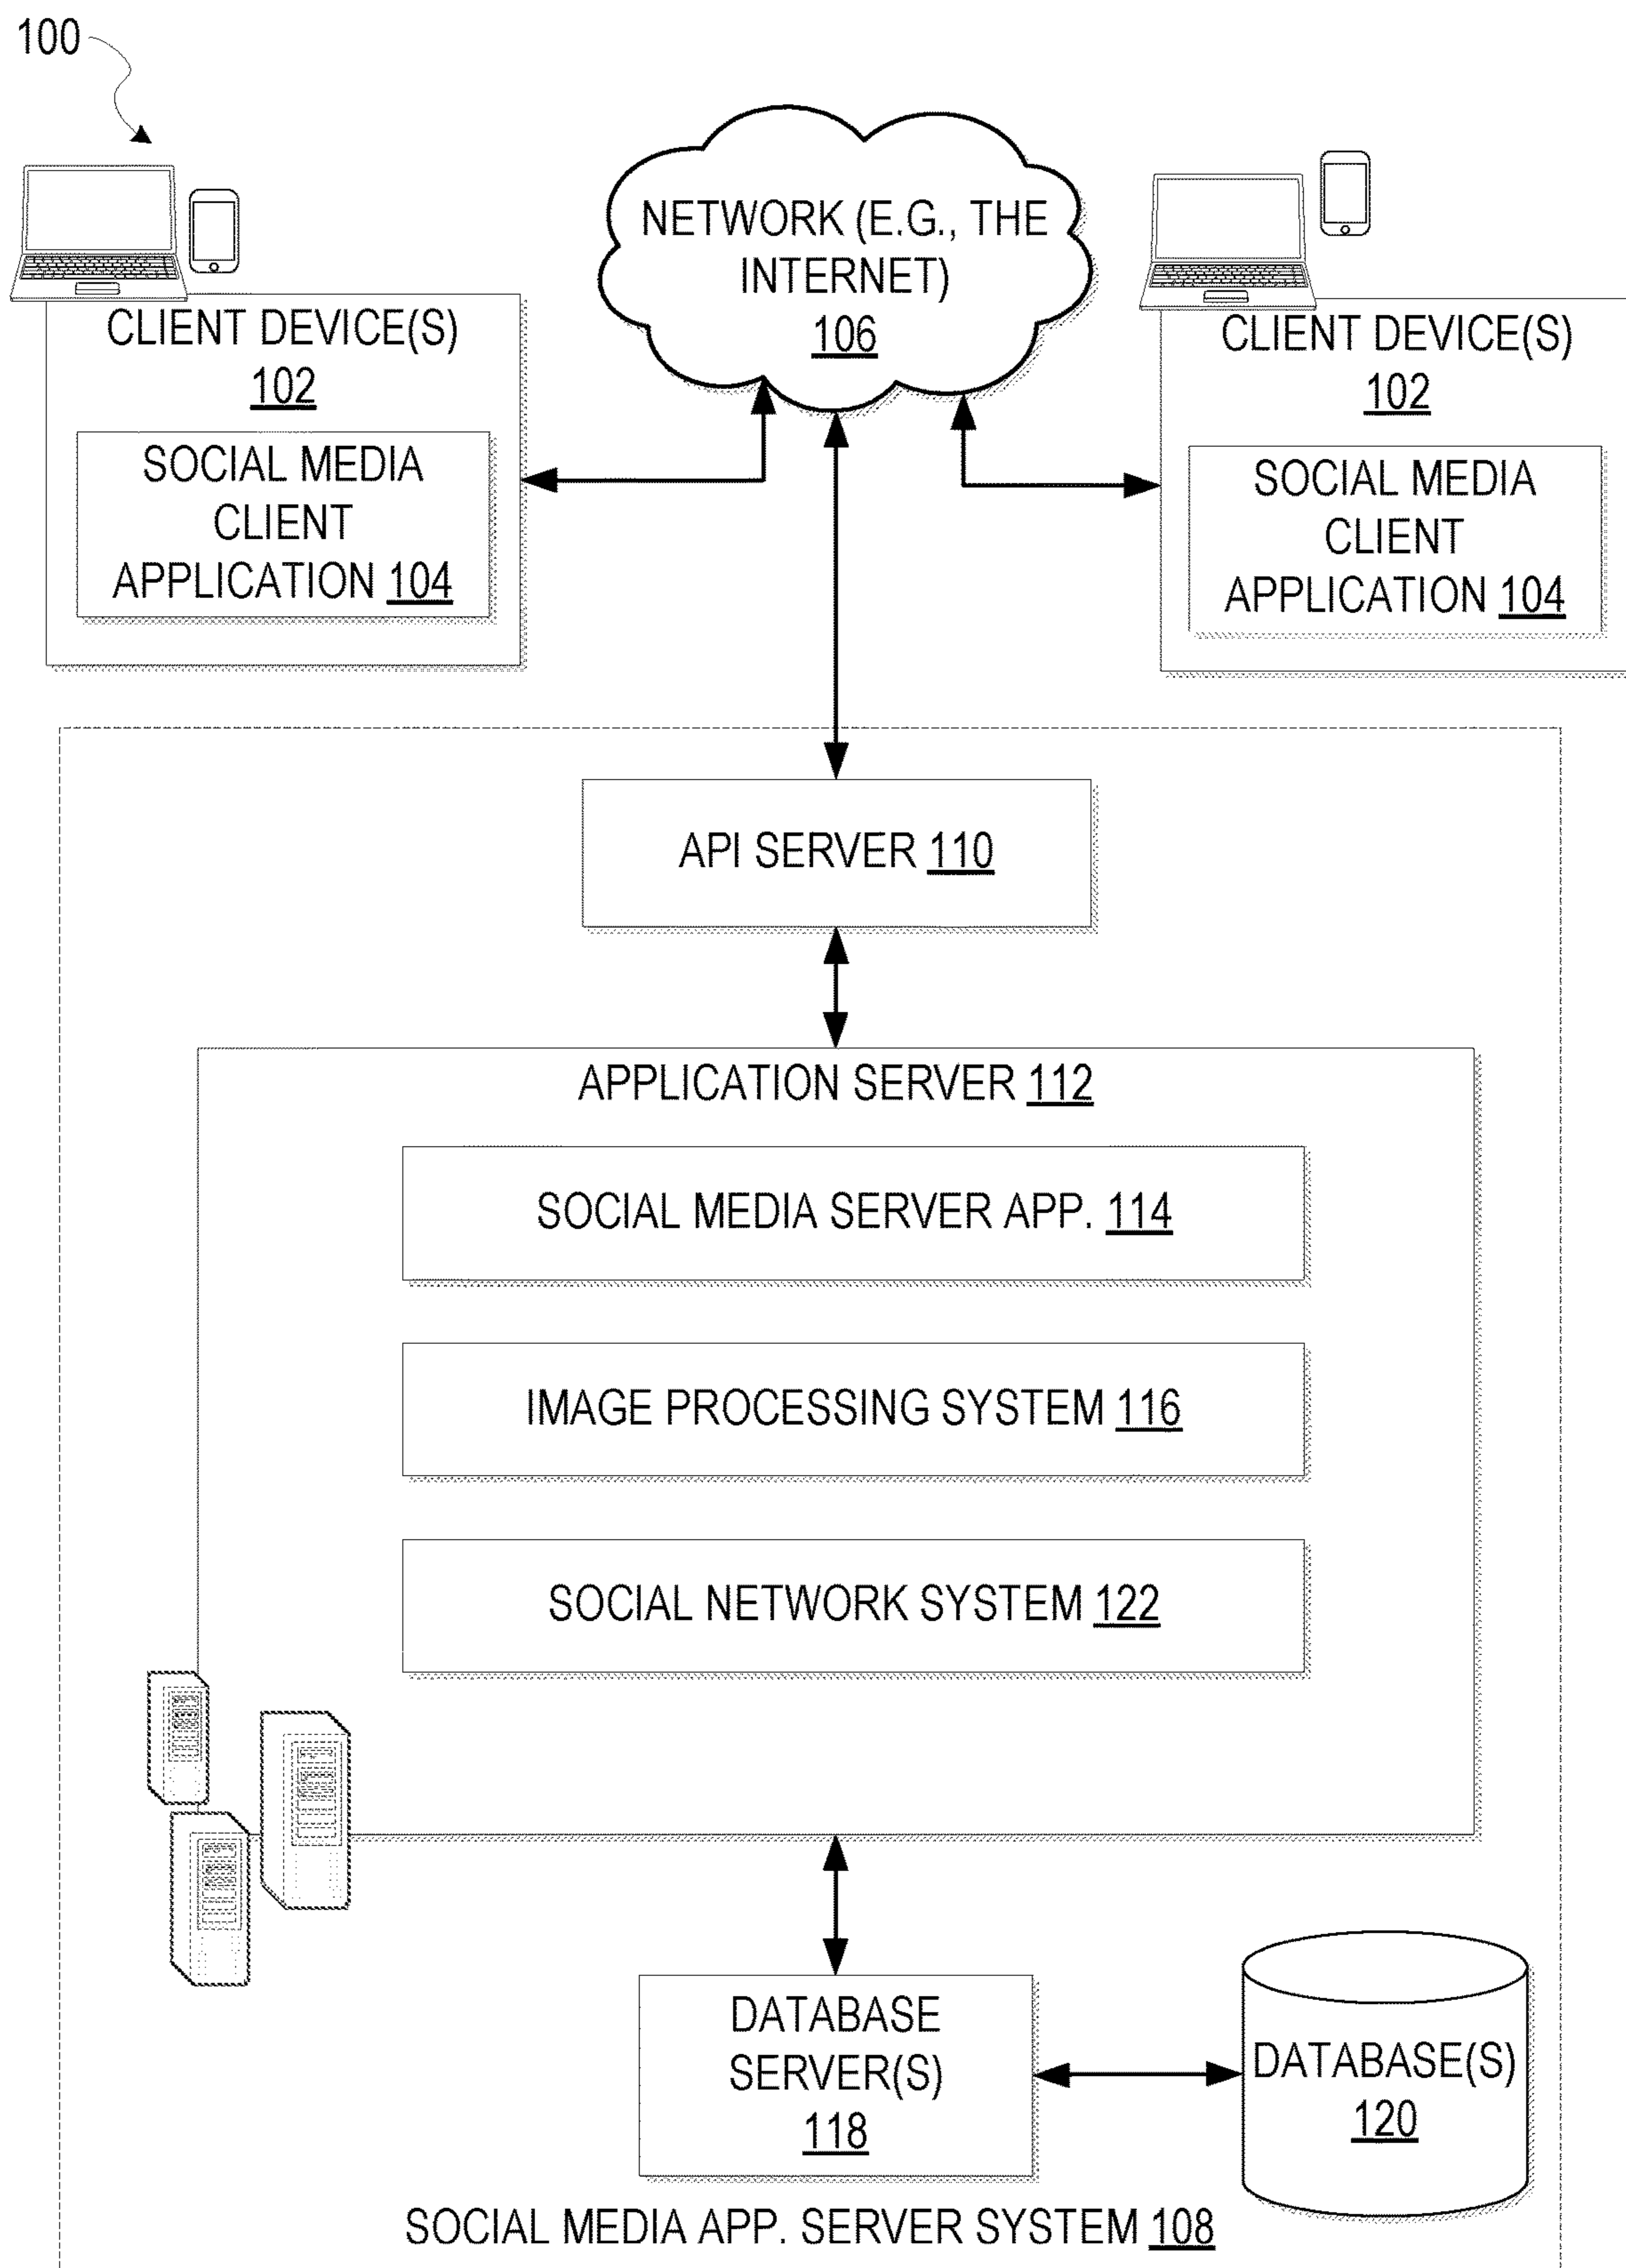 100
NETWORK (E.G., THE
INTERNET)
106
CLIENT DEVICE(S)
102
SOCIAL MEDIA
CLIENT
APPLICATION 104
CLIENT DEVICE(S)
102
SOCIAL MEDIA
CLIENT
APPLICATION 104
API SERVER 110
APPLICATION SERVER 112
SOCIAL MEDIA SERVER APP. 114
IMAGE PROCESSING SYSTEM 116
SOCIAL NETWORK SYSTEM 122
DATABASE
SERVER(S)
118
DATABASE(S)
120
SOCIAL MEDIA APP. SERVER SYSTEM 108